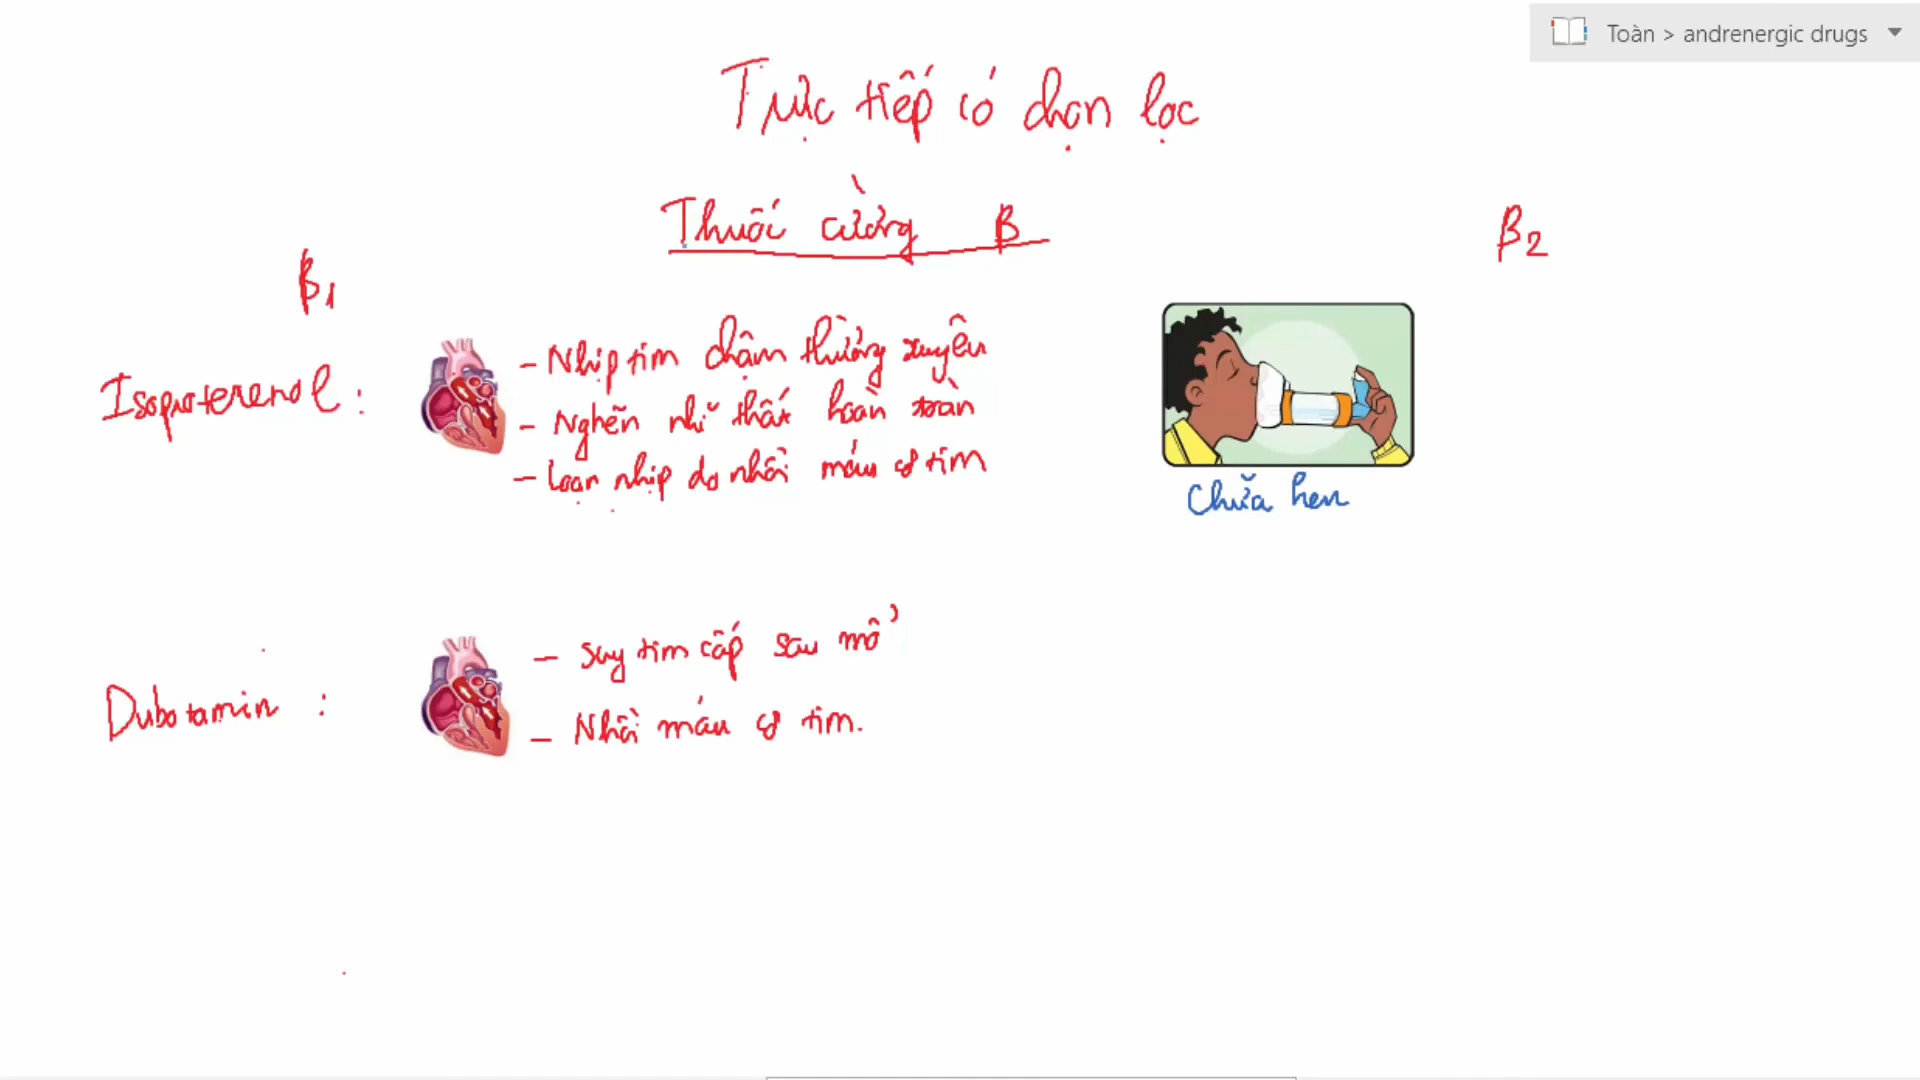 Toàn > andrenergic drugs
Trực tiếp có chọn lọc
Thuốc cường β
β1
β2
Isoproterenol :
- Nhịp tim chậm thường xuyên
- Nghẽn nhĩ thất hoàn toàn
- Loạn nhịp do nhồi máu cơ tim
Chữa hen
Dubotamin :
- Suy tim cấp sau mổ
- Nhồi máu cơ tim.